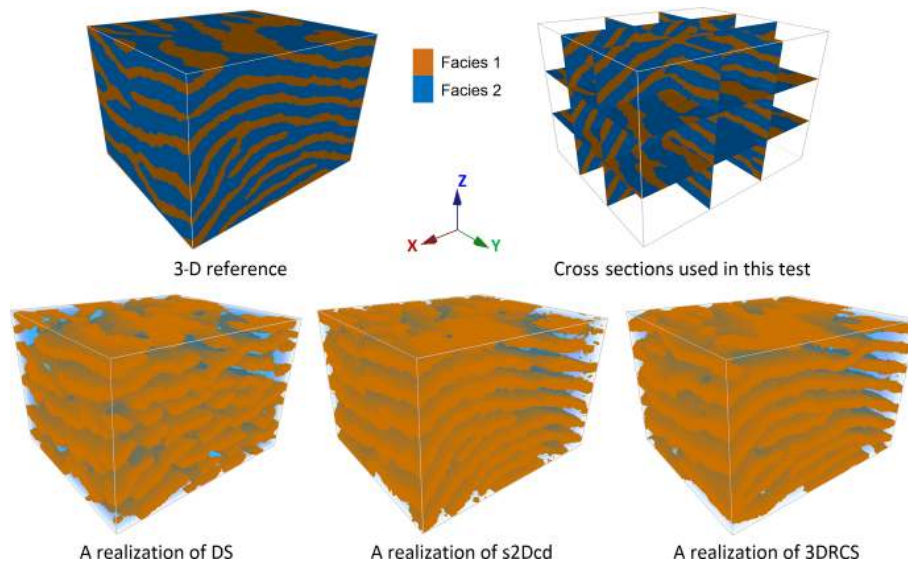 Facies 1
Facies 2
Z
X
Y
3-D reference
Cross sections used in this test
A realization of DS
A realization of s2Dcd
A realization of 3DRCS